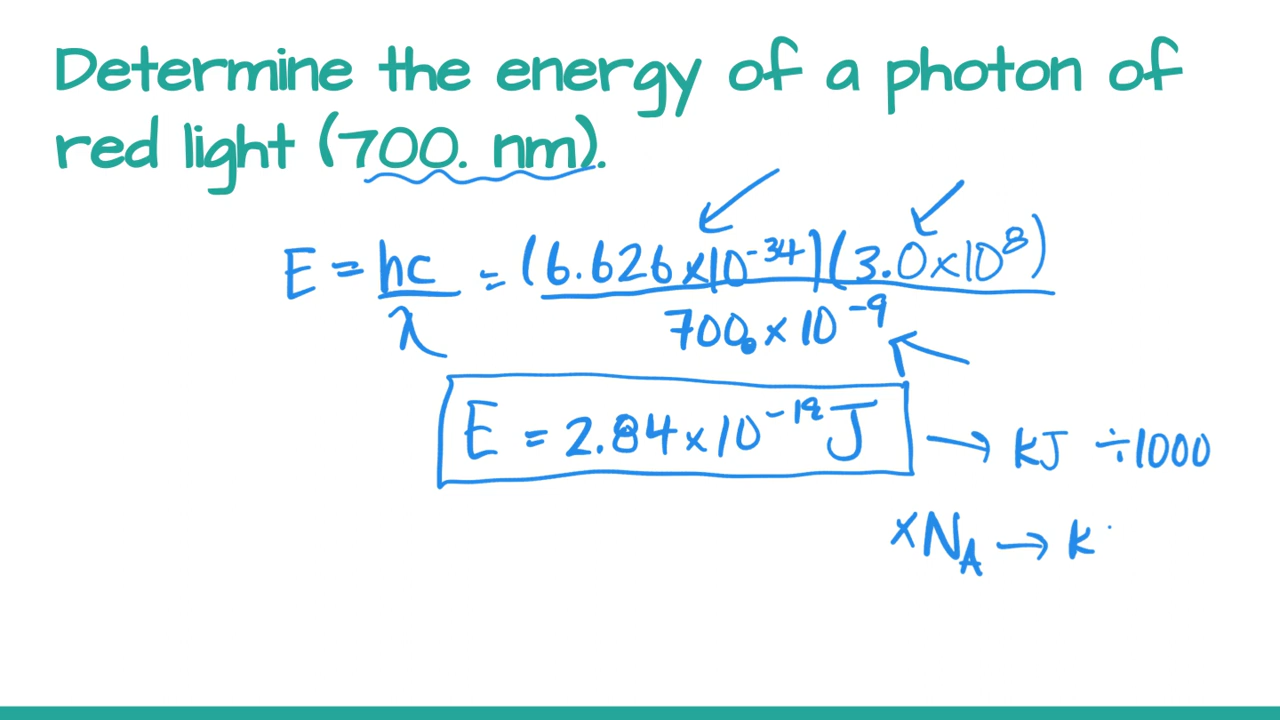 Determine the energy of a photon of
red light (700. nm).
E = hc/λ = (6.626×10⁻³⁴)(3.0×10⁸)/700.×10⁻⁹
E = 2.84×10⁻¹⁹ J → kJ ÷1000
×N_A → k